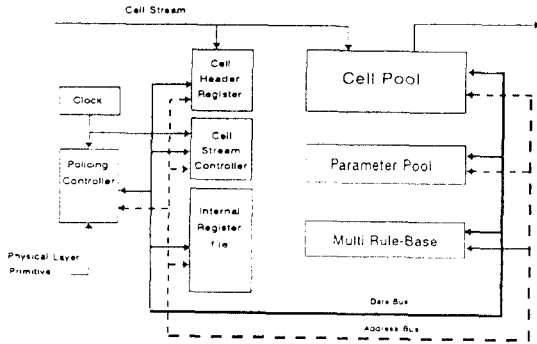 Cell Stream
Cell
Header
Register
Cell Pool
Clock
Cell
Stream
Controller
Policing
Controller
Parameter Pool
Internal
Register
file
Multi Rule-Base
Physical Layer
Primitive
Data Bus
Address Bus